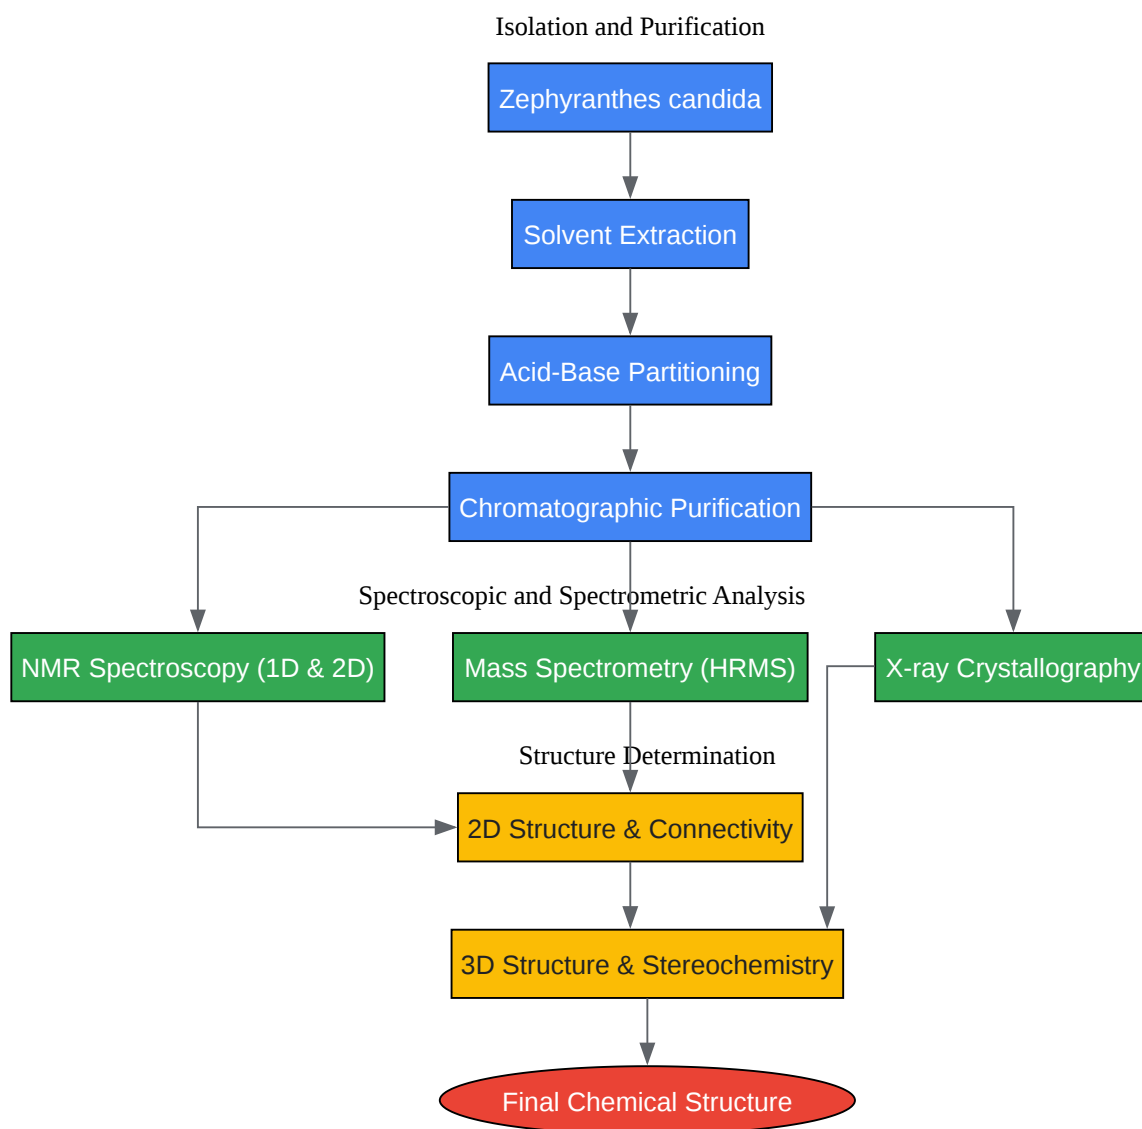 Isolation and Purification
Zephyranthes candida
Solvent Extraction
Acid-Base Partitioning
Chromatographic Purification
Spectroscopic and Spectrometric Analysis
NMR Spectroscopy (1D & 2D)
Mass Spectrometry (HRMS)
X-ray Crystallography
Structure Determination
2D Structure & Connectivity
3D Structure & Stereochemistry
Final Chemical Structure